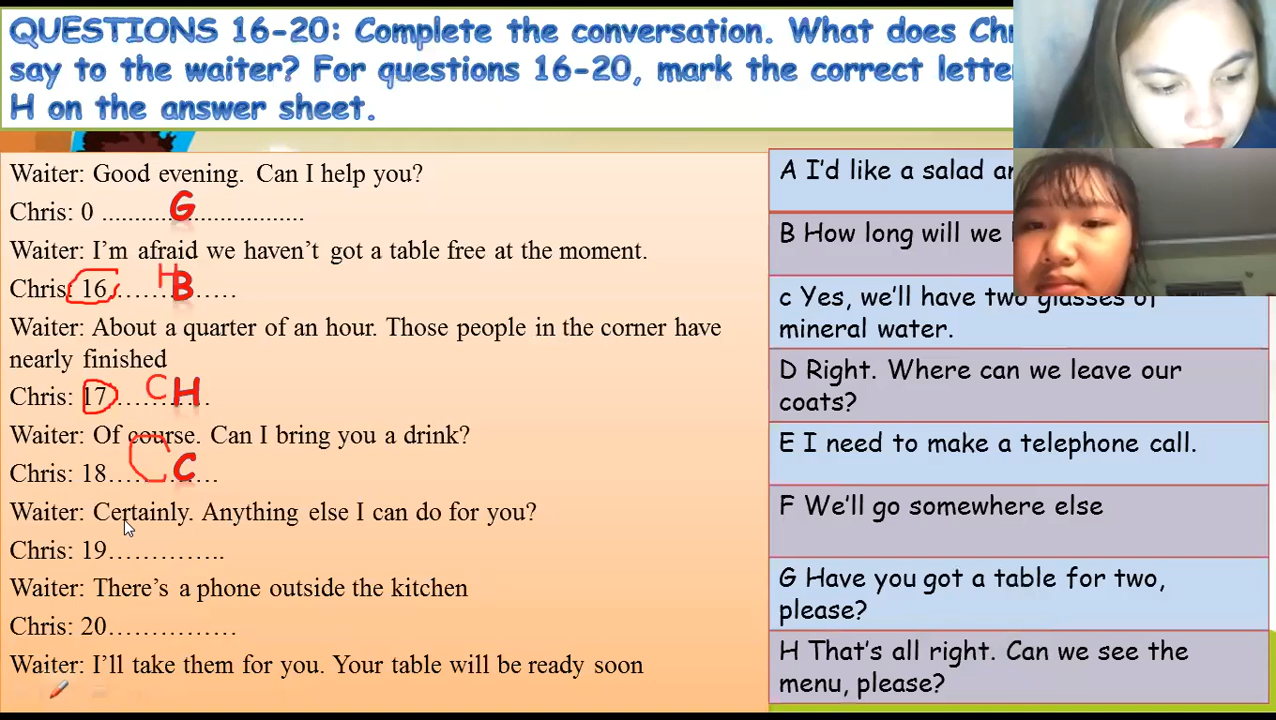 QUESTIONS 16-20: Complete the conversation. What does Ch
say to the waiter? For questions 16-20, mark the correct lette
H on the answer sheet.
Waiter: Good evening. Can I help you?
Chris: 0 .............................. G
Waiter: I'm afraid we haven't got a table free at the moment.
Chris: 16.............. H B
Waiter: About a quarter of an hour. Those people in the corner have
nearly finished
Chris: 17............ C H
Waiter: Of course. Can I bring you a drink?
Chris: 18.............. C C
Waiter: Certainly. Anything else I can do for you?
Chris: 19…………..
Waiter: There's a phone outside the kitchen
Chris: 20……………
Waiter: I'll take them for you. Your table will be ready soon
A I'd like a salad
B How long will we
c Yes, we'll have two glasses of
mineral water.
D Right. Where can we leave our
coats?
E I need to make a telephone call.
F We'll go somewhere else
G Have you got a table for two,
please?
H That's all right. Can we see the
menu, please?